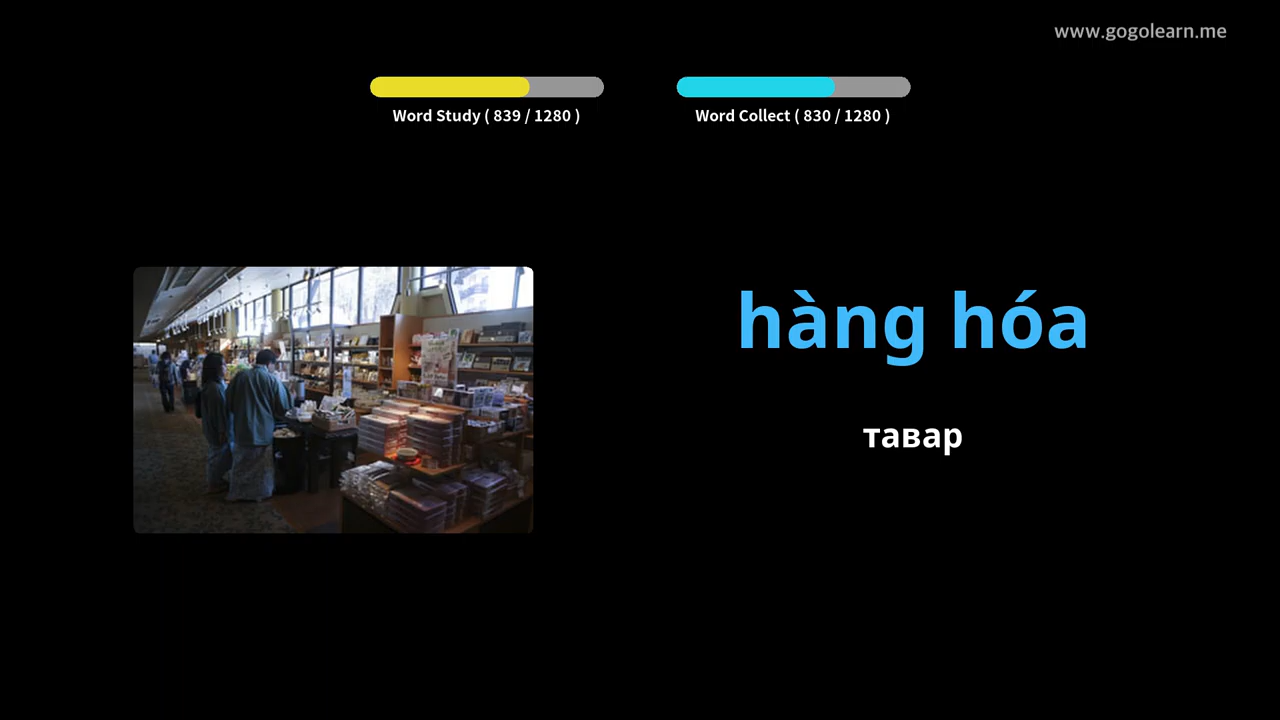 www.gogolearn.me
Word Study ( 839 / 1280 )
Word Collect ( 830 / 1280 )
hàng hóa
тавар